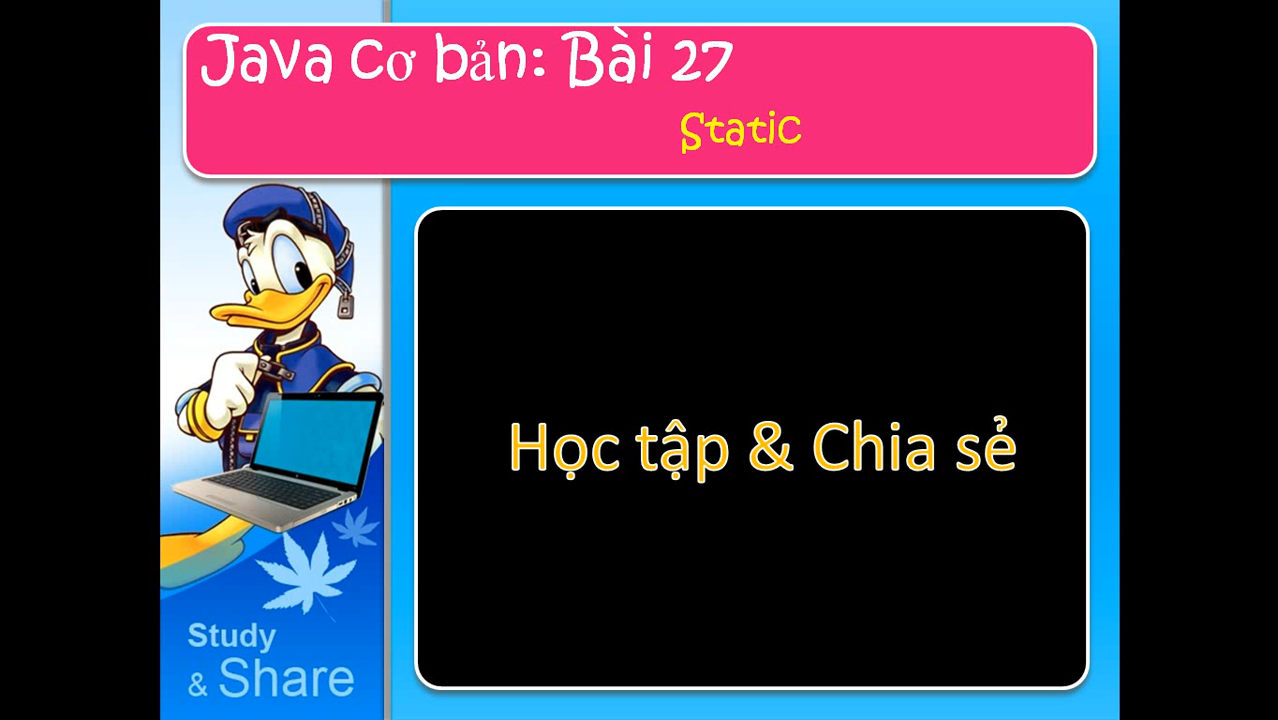 Java Cơ bản: Bài 27
Static
Học tập & Chia sẻ
Study
& Share